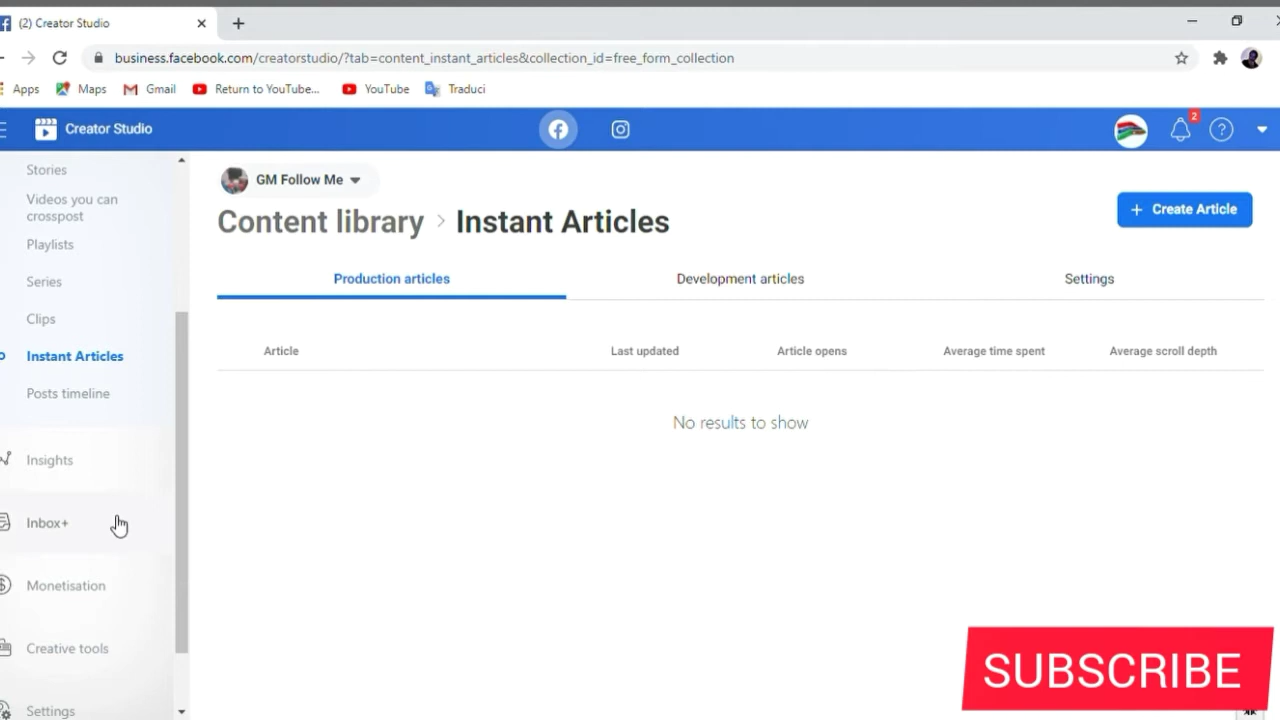 (2) Creator Studio
business.facebook.com/creatorstudio/?tab=content_instant_articles&collection_id=free_form_collection
Apps Maps Gmail Return to YouTube... YouTube Traduci
Creator Studio
2
Stories
Videos you can
crosspost
Playlists
Series
Clips
Instant Articles
Posts timeline
Insights
Inbox+
Monetisation
Creative tools
Settings
GM Follow Me
Content library > Instant Articles
+ Create Article
Production articles Development articles Settings
Article Last updated Article opens Average time spent Average scroll depth
No results to show
SUBSCRIBE